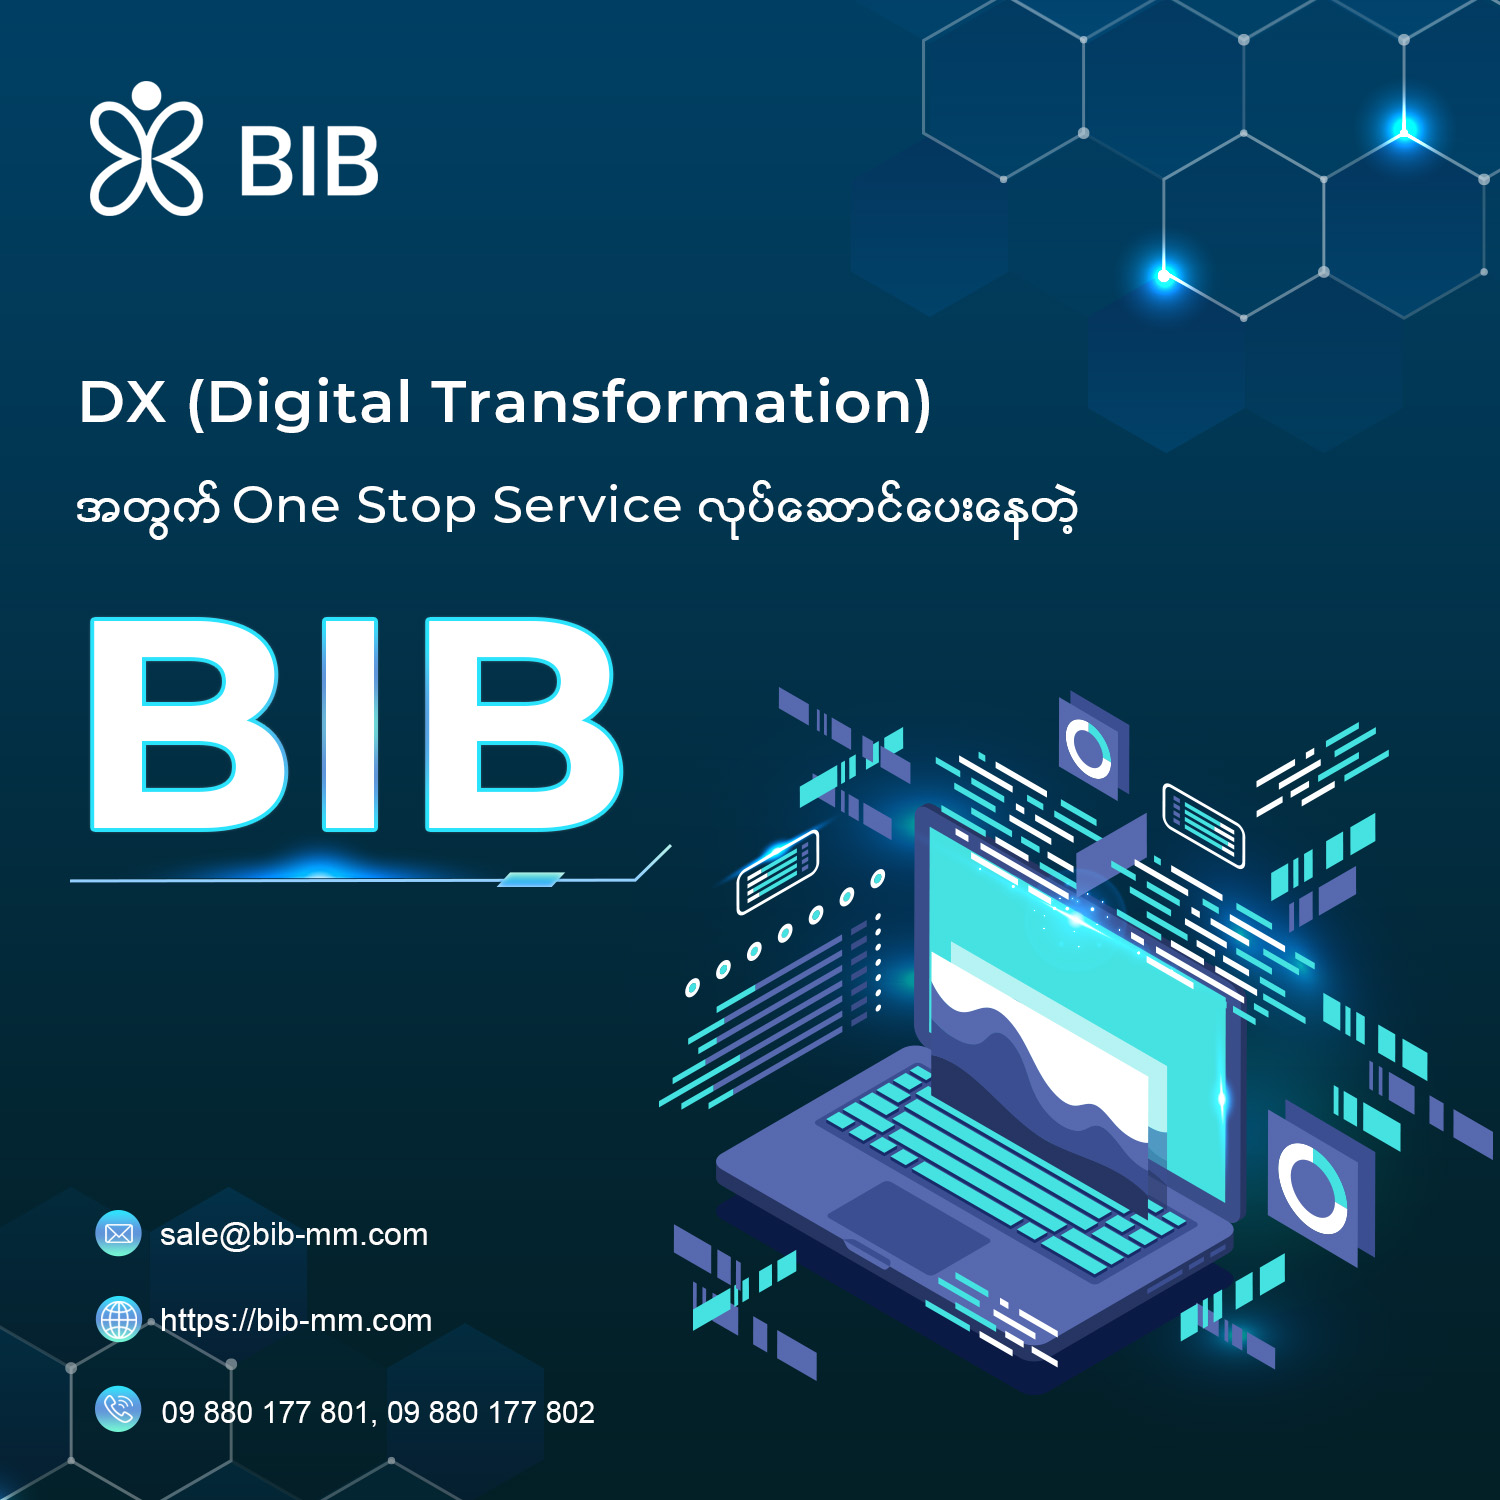 BIB
DX (Digital Transformation)
အတွက် One Stop Service လုပ်ဆောင်ပေးနေတဲ့
BIB
sale@bib-mm.com
https://bib-mm.com
09 880 177 801, 09 880 177 802